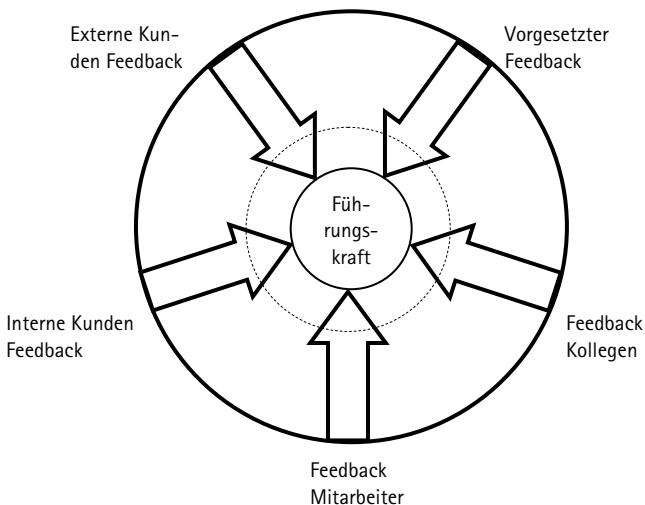 Externe Kun-
den Feedback
Vorgesetzter
Feedback
Füh-
rungs-
kraft
Interne Kunden
Feedback
Feedback
Kollegen
Feedback
Mitarbeiter